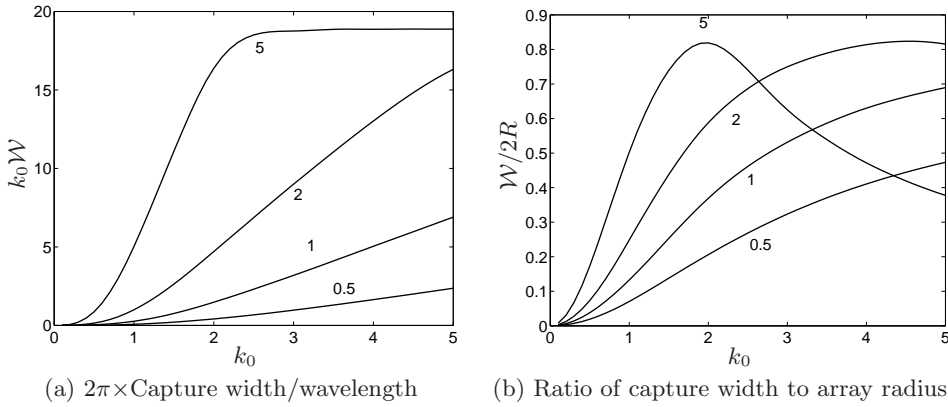 20
15
10
5
0
k₀𝒲
5
2
1
0.5
0 1 2 3 4 5
k₀
(a) 2π×Capture width/wavelength
0.9
0.8
0.7
0.6
0.5
0.4
0.3
0.2
0.1
0
𝒲/2R
5
2
1
0.5
0 1 2 3 4 5
k₀
(b) Ratio of capture width to array radius